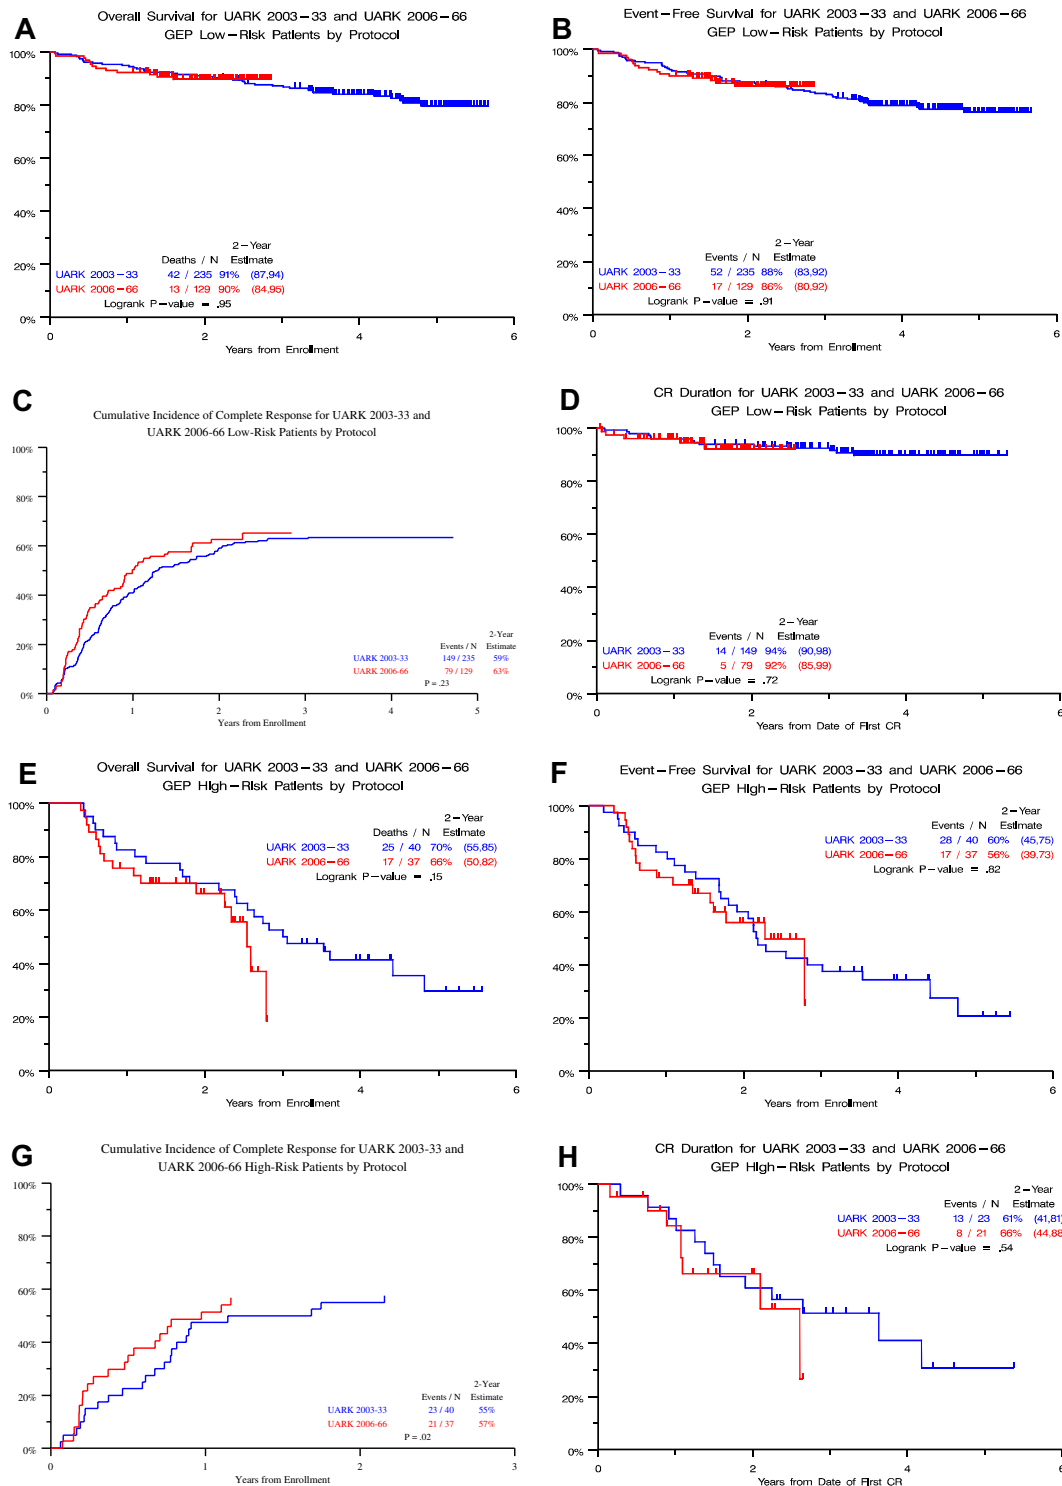 A
Overall Survival for UARK 2003-33 and UARK 2006-66
GEP Low-Risk Patients by Protocol
100%
80%
60%
40%
20%
0%
2-Year
Deaths / N Estimate
UARK 2003-33 42 / 235 91% (87,94)
UARK 2006-66 13 / 129 90% (84,95)
Logrank P-value = .95
0 2 4 6
Years from Enrollment
B
Event-Free Survival for UARK 2003-33 and UARK 2006-66
GEP Low-Risk Patients by Protocol
100%
80%
60%
40%
20%
0%
2-Year
Events / N Estimate
UARK 2003-33 52 / 235 88% (83,92)
UARK 2006-66 17 / 129 86% (80,92)
Logrank P-value = .91
0 2 4 6
Years from Enrollment
C
Cumulative Incidence of Complete Response for UARK 2003-33 and
UARK 2006-66 Low-Risk Patients by Protocol
100%
80%
60%
40%
20%
0%
2-Year
Events / N Estimate
UARK 2003-33 149 / 235 59%
UARK 2006-66 79 / 129 63%
P = .23
0 1 2 3 4 5
Years from Enrollment
D
CR Duration for UARK 2003-33 and UARK 2006-66
GEP Low-Risk Patients by Protocol
100%
80%
60%
40%
20%
0%
2-Year
Events / N Estimate
UARK 2003-33 14 / 149 94% (90,98)
UARK 2006-66 5 / 79 92% (85,99)
Logrank P-value = .72
0 2 4 6
Years from Date of First CR
E
Overall Survival for UARK 2003-33 and UARK 2006-66
GEP High-Risk Patients by Protocol
100%
80%
60%
40%
20%
0%
2-Year
Deaths / N Estimate
UARK 2003-33 25 / 40 70% (55,85)
UARK 2006-66 17 / 37 66% (50,82)
Logrank P-value = .15
0 2 4 6
Years from Enrollment
F
Event-Free Survival for UARK 2003-33 and UARK 2006-66
GEP High-Risk Patients by Protocol
100%
80%
60%
40%
20%
0%
2-Year
Events / N Estimate
UARK 2003-33 28 / 40 60% (45,75)
UARK 2006-66 17 / 37 56% (39,73)
Logrank P-value = .82
0 2 4 6
Years from Enrollment
G
Cumulative Incidence of Complete Response for UARK 2003-33 and
UARK 2006-66 High-Risk Patients by Protocol
100%
80%
60%
40%
20%
0%
2-Year
Events / N Estimate
UARK 2003-33 23 / 40 55%
UARK 2006-66 21 / 37 57%
P = .02
0 1 2 3
Years from Enrollment
H
CR Duration for UARK 2003-33 and UARK 2006-66
GEP High-Risk Patients by Protocol
100%
80%
60%
40%
20%
0%
2-Year
Events / N Estimate
UARK 2003-33 13 / 23 61% (41,81)
UARK 2006-66 8 / 21 66% (44,88
Logrank P-value = .54
0 2 4 6
Years from Date of First CR